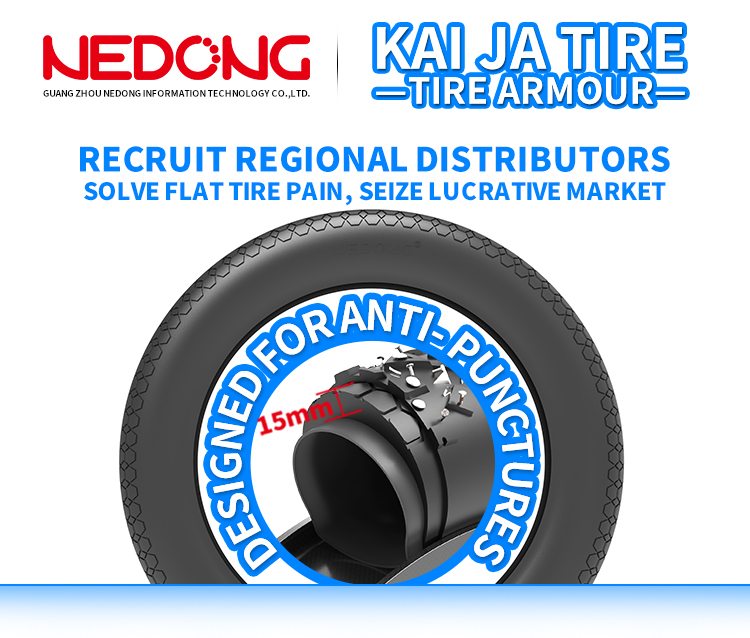 NEDONG
GUANG ZHOU NEDONG INFORMATION TECHNOLOGY CO.,LTD.
KAI JA TIRE
—TIRE ARMOUR—
RECRUIT REGIONAL DISTRIBUTORS
SOLVE FLAT TIRE PAIN, SEIZE LUCRATIVE MARKET
DESIGNED FOR ANTI-PUNCTURES
15mm